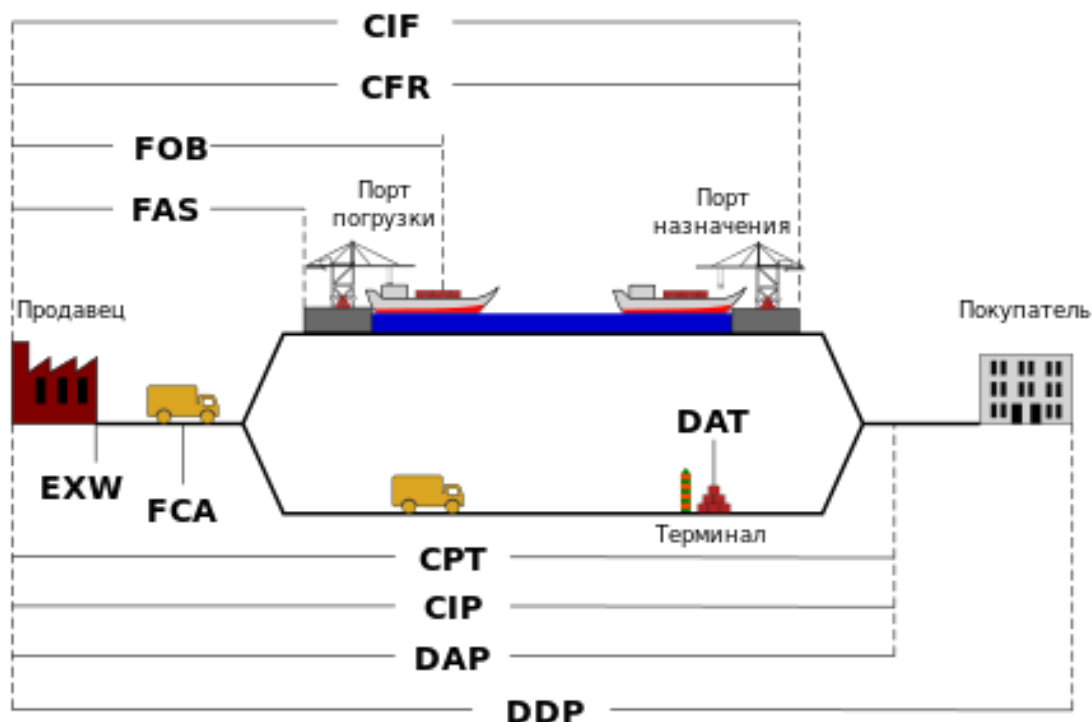 CIF
CFR
FOB
FAS
Порт
погрузки
Порт
назначения
Продавец
Покупатель
DAT
EXW
FCA
Терминал
CPT
CIP
DAP
DDP